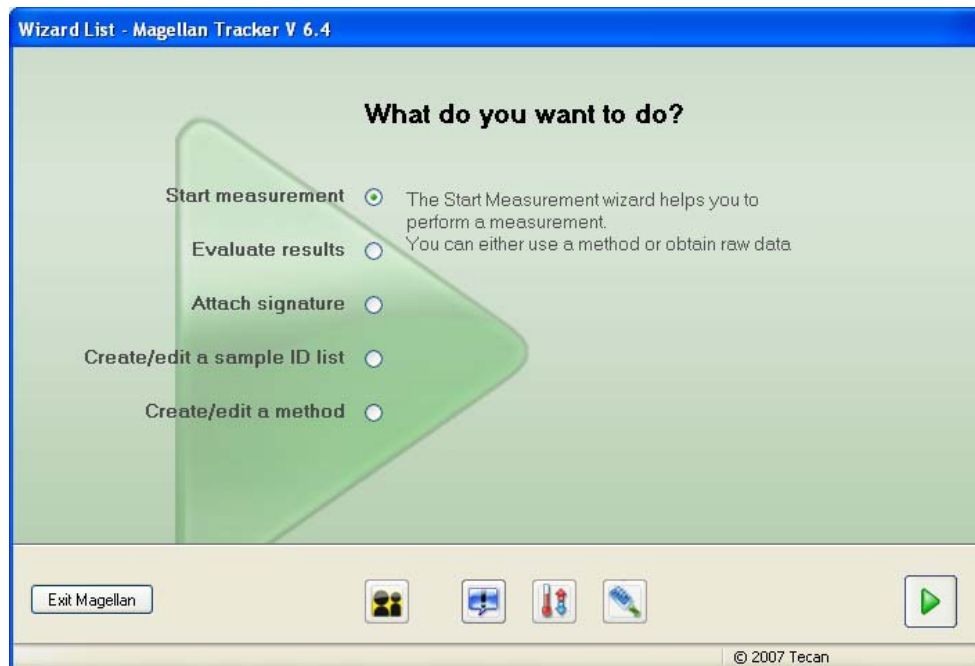 Wizard List - Magellan Tracker V 6.4
What do you want to do?
Start measurement
The Start Measurement wizard helps you to
perform a measurement.
You can either use a method or obtain raw data
Evaluate results
Attach signature
Create/edit a sample ID list
Create/edit a method
Exit Magellan
© 2007 Tecan